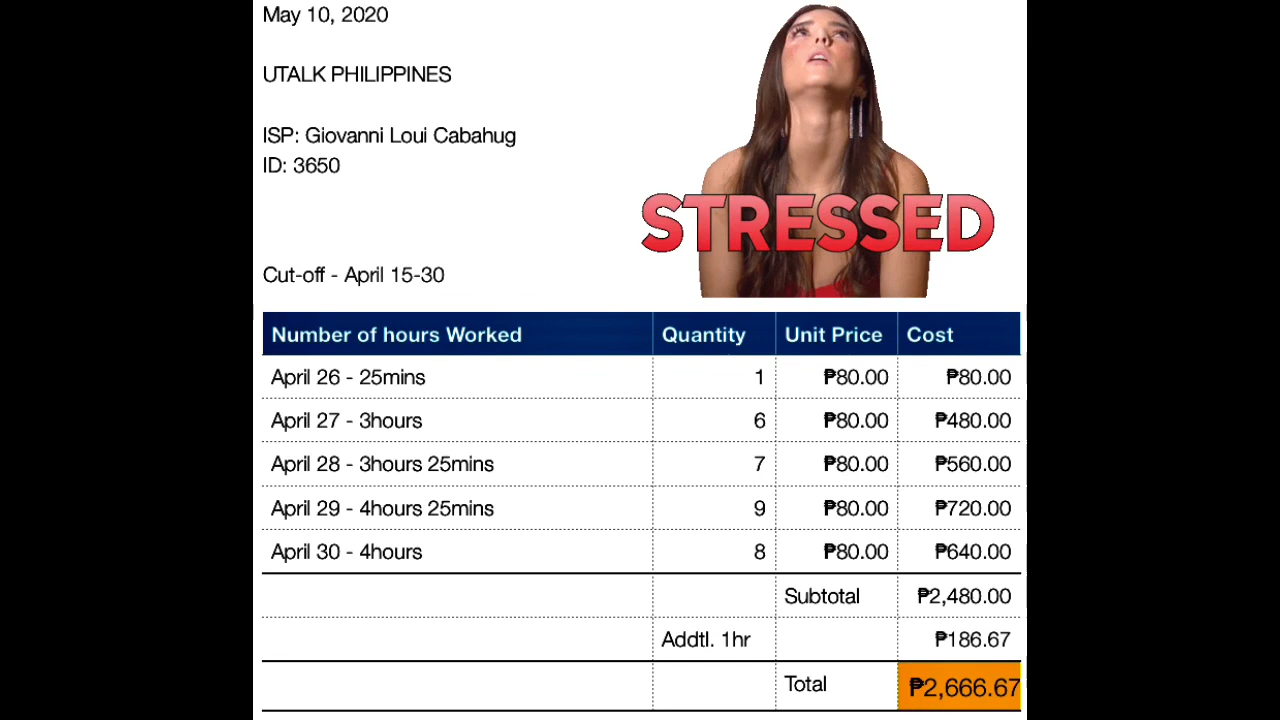 May 10, 2020
UTALK PHILIPPINES
ISP: Giovanni Loui Cabahug
ID: 3650
STRESSED
Cut-off - April 15-30
Number of hours Worked Quantity Unit Price Cost
April 26 - 25mins 1 ₱80.00 ₱80.00
April 27 - 3hours 6 ₱80.00 ₱480.00
April 28 - 3hours 25mins 7 ₱80.00 ₱560.00
April 29 - 4hours 25mins 9 ₱80.00 ₱720.00
April 30 - 4hours 8 ₱80.00 ₱640.00
Subtotal ₱2,480.00
Addtl. 1hr ₱186.67
Total ₱2,666.67